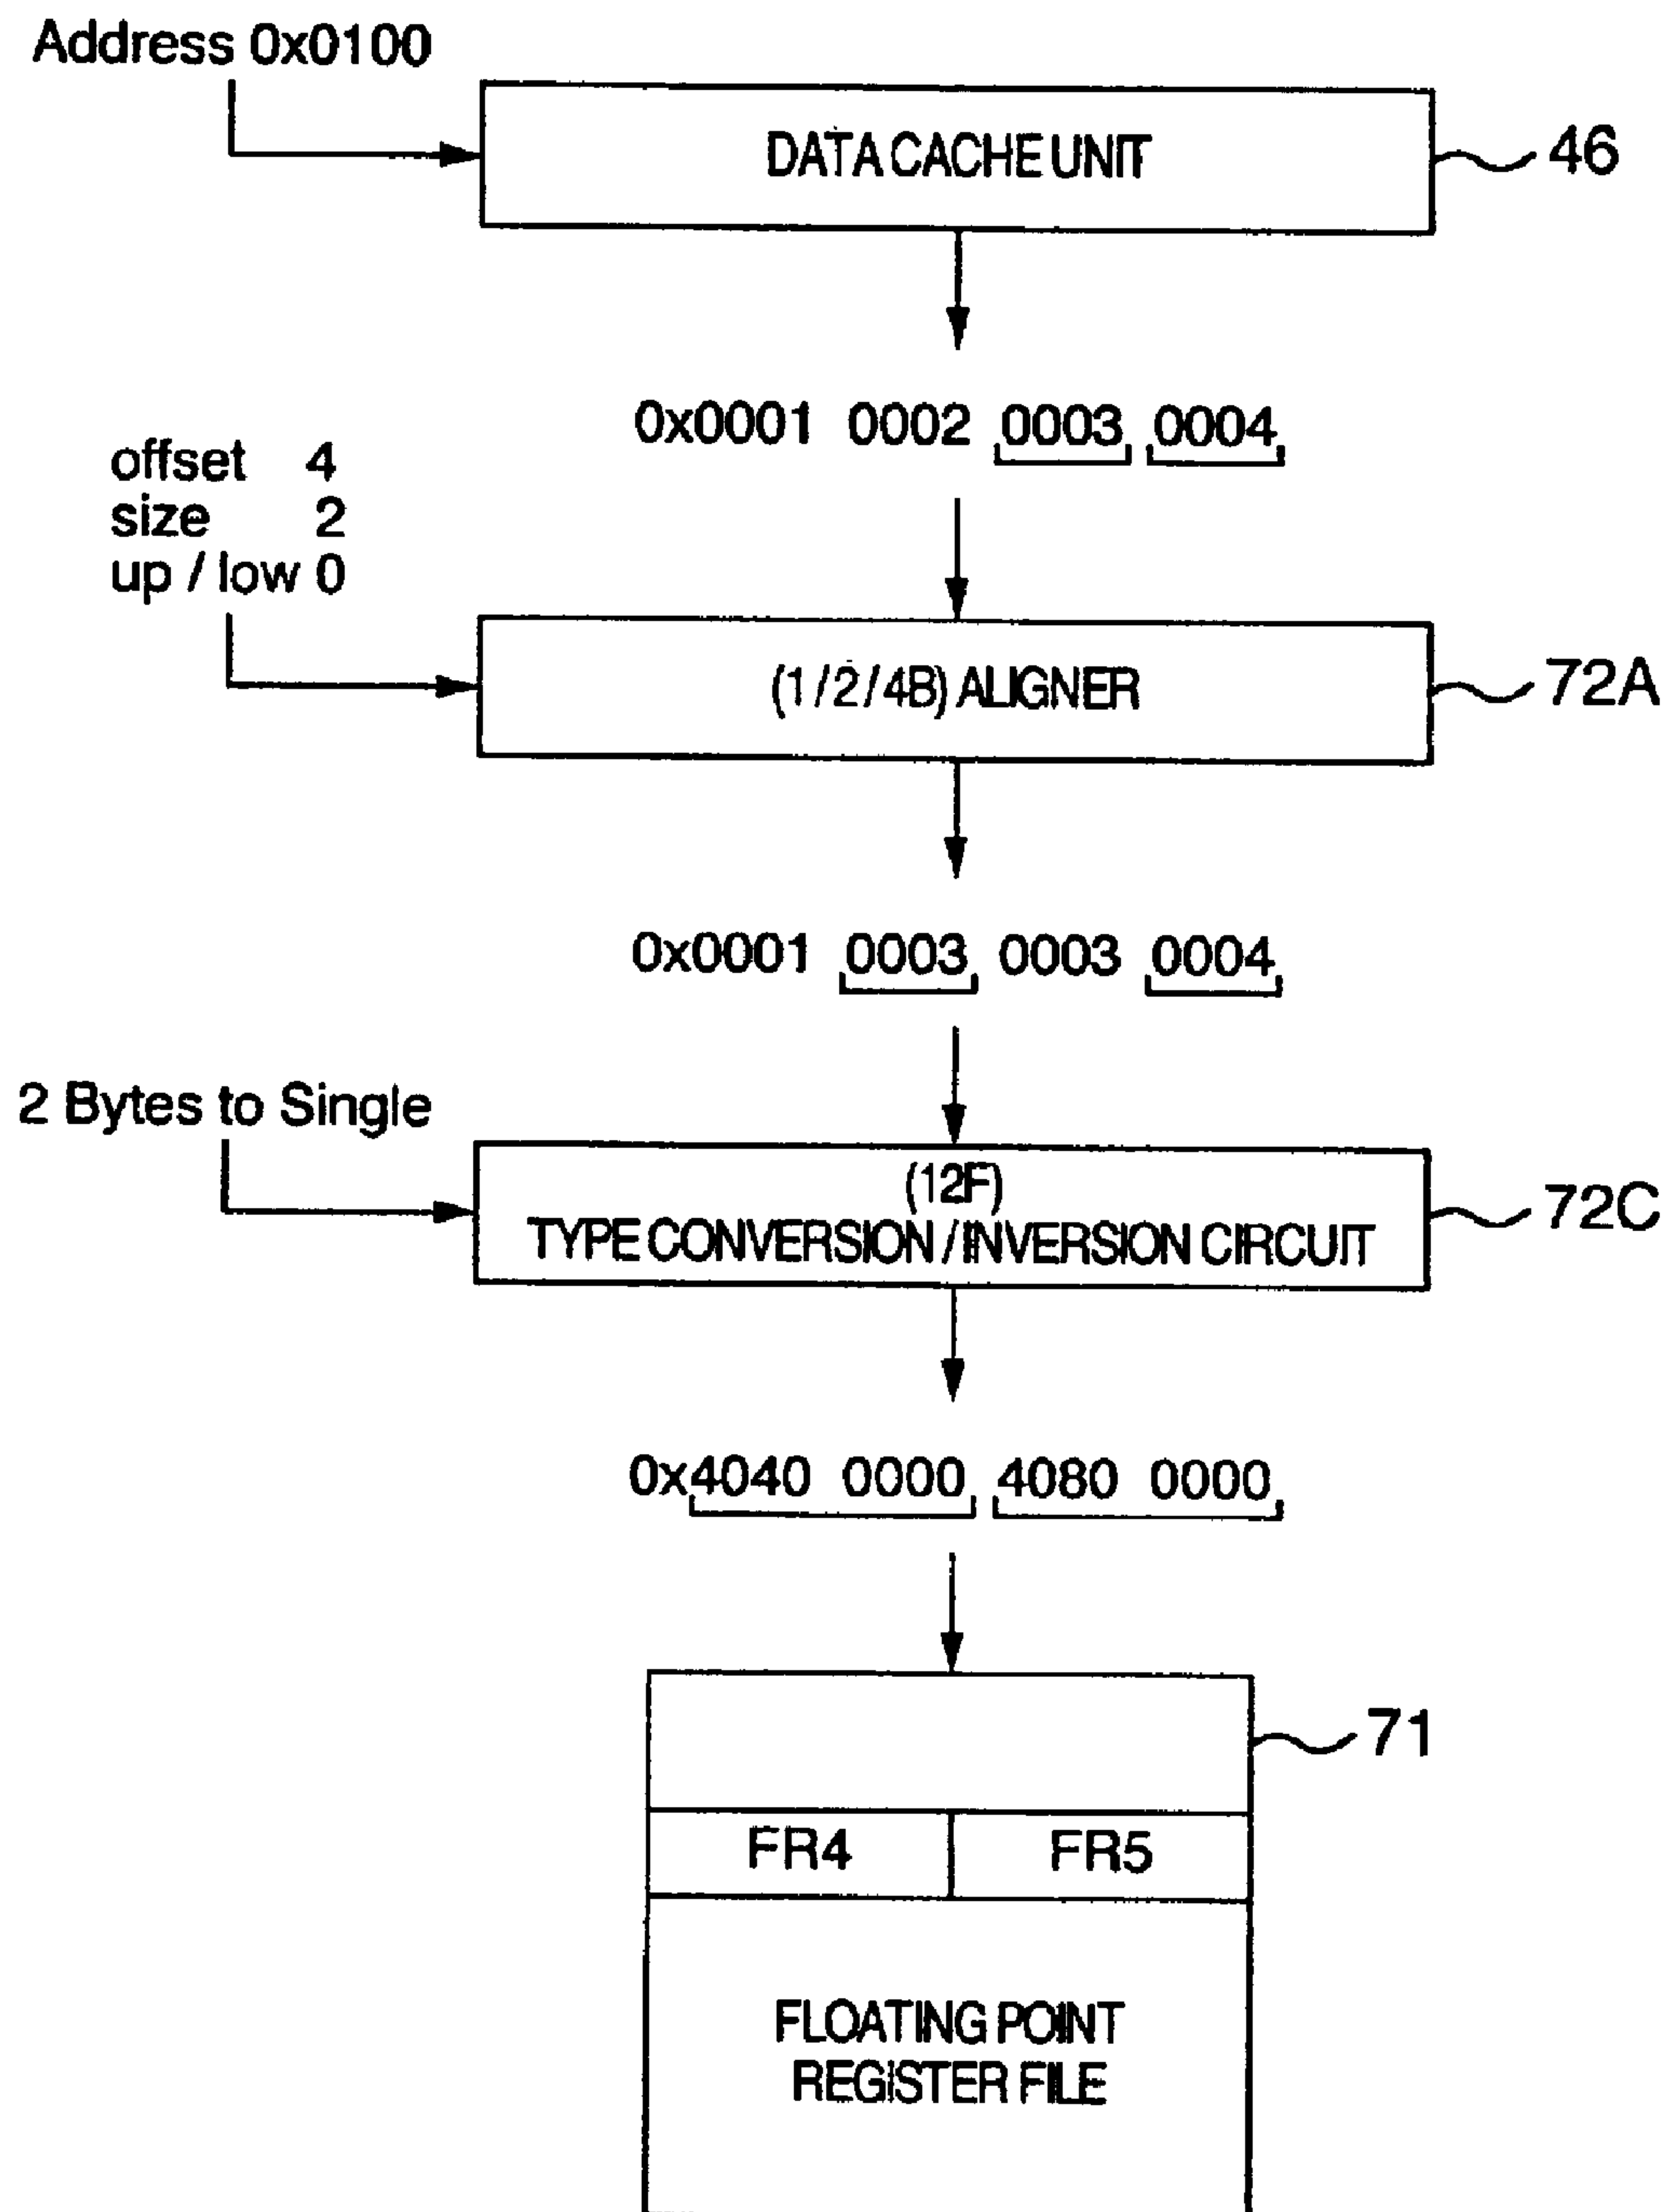 Address 0x0100
DATA CACHE UNIT
46
0x0001 0002 0003 0004
offset 4
size 2
up / low 0
(1/2/4B) ALIGNER
72A
0x0001 0003 0003 0004
2 Bytes to Single
(12F)
TYPE CONVERSION / INVERSION CIRCUIT
72C
0x4040 0000 4080 0000
71
FR4
FR5
FLOATING POINT
REGISTER FILE